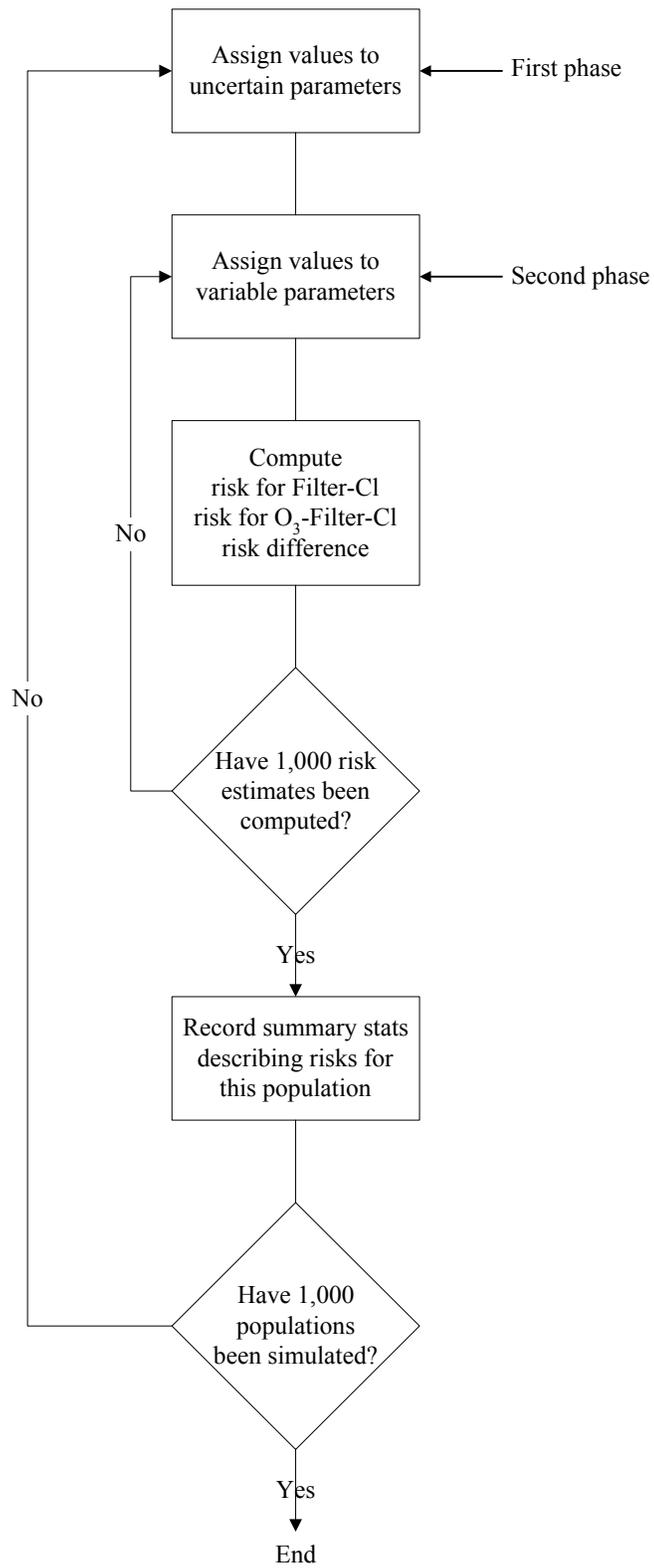 Assign values to
uncertain parameters
First phase
Assign values to
variable parameters
Second phase
Compute
risk for Filter-Cl
risk for O₃-Filter-Cl
risk difference
No
No
Have 1,000 risk
estimates been
computed?
Yes
Record summary stats
describing risks for
this population
Have 1,000
populations
been simulated?
Yes
End